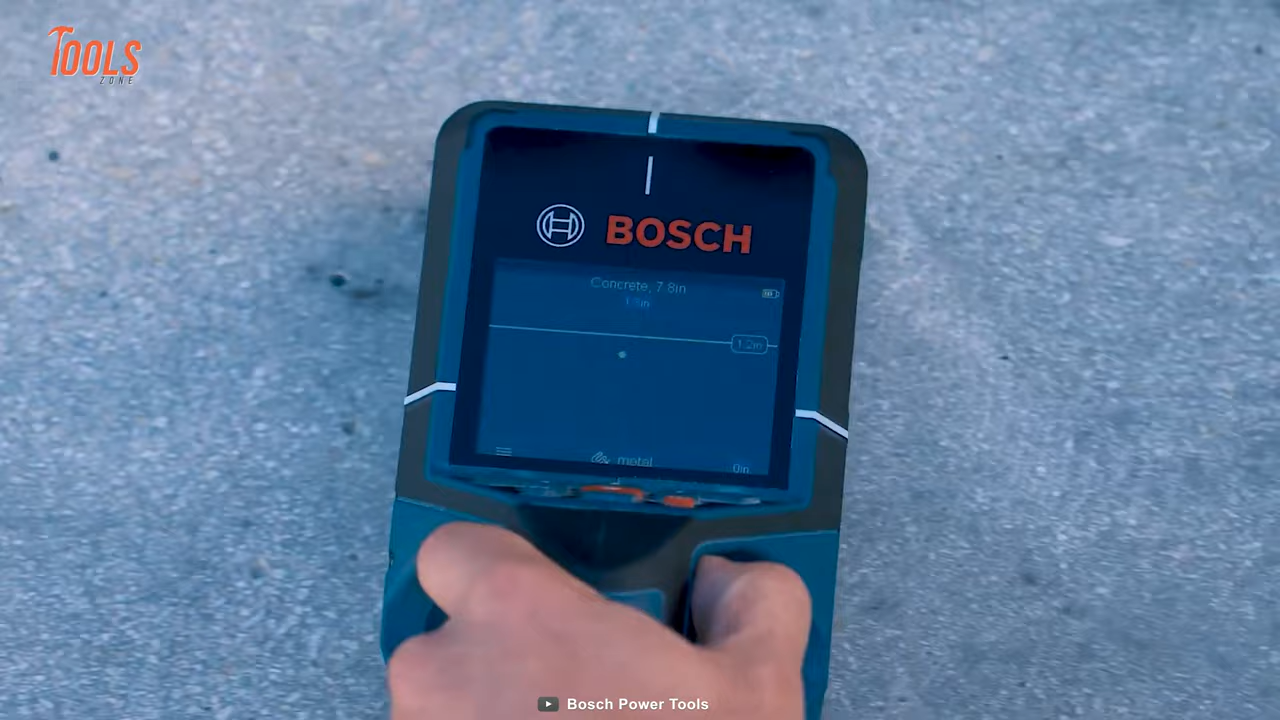 TOOLS
ZONE
BOSCH
Concrete, 7.8in
1.2in
metal
0in
Bosch Power Tools